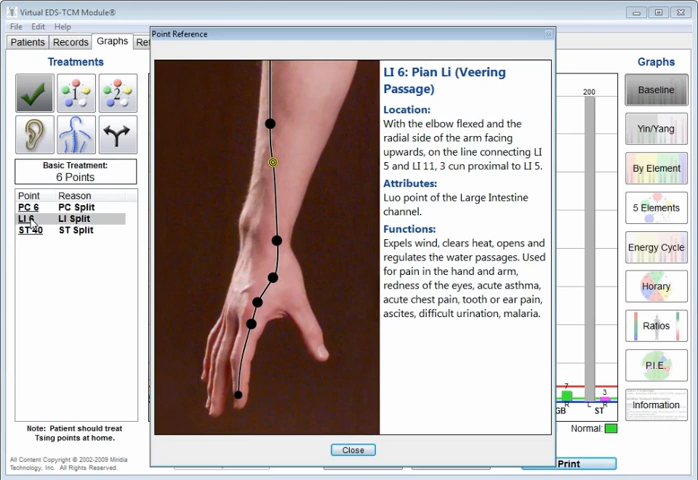 Virtual EDS-TCM Module®
File Edit Help
Patients Records Graphs
Treatments
1 2
Basic Treatment:
6 Points
Point Reason
PC 6 PC Split
LI 6 LI Split
ST 40 ST Split
Note: Patient should treat
Tsing points at home.
All Content Copyright © 2002-2009 Miridia
Technology, Inc. All Rights Reserved.
Point Reference
LI 6: Pian Li (Veering
Passage)
Location:
With the elbow flexed and the
radial side of the arm facing
upwards, on the line connecting LI
5 and LI 11, 3 cun proximal to LI 5.
Attributes:
Luo point of the Large Intestine
channel.
Functions:
Expels wind, clears heat, opens and
regulates the water passages. Used
for pain in the hand and arm,
redness of the eyes, acute asthma,
acute chest pain, tooth or ear pain,
ascites, difficult urination, malaria.
Close
200
7 3
R L R
GB ST
Normal:
Print
Graphs
Baseline
Yin/Yang
By Element
5 Elements
Energy Cycle
Horary
Ratios
P.I.E.
Information